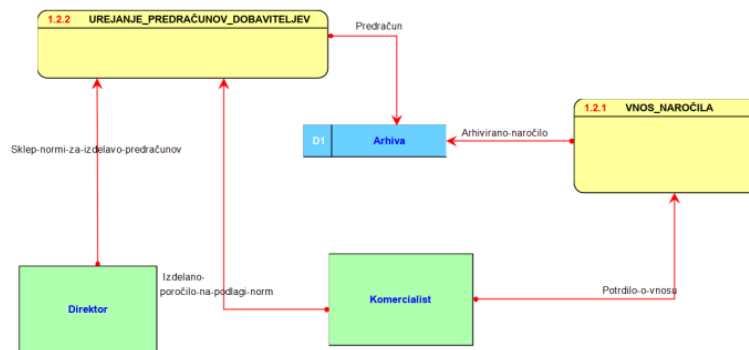 1.2.2 UREJANJE_PREDRAČUNOV_DOBAVITELJEV
Predračun
1.2.1 VNOS_NAROČILA
D1 Arhiva
Arhivirano-naročilo
Sklep-normi-za-izdelavo-predračunov
Izdelano-
poročilo-na-podlagi-norm
Direktor
Komercialist
Potrdilo-o-vnosu